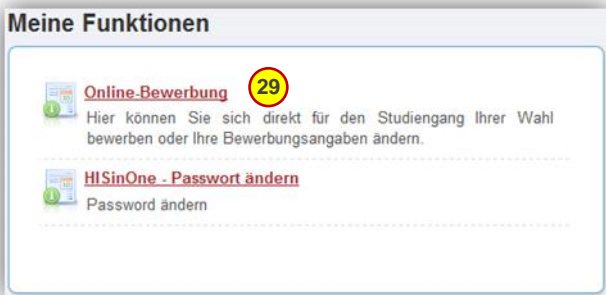 Meine Funktionen
Online-Bewerbung 29
Hier können Sie sich direkt für den Studiengang Ihrer Wahl
bewerben oder Ihre Bewerbungsangaben ändern.
HISinOne - Passwort ändern
Password ändern